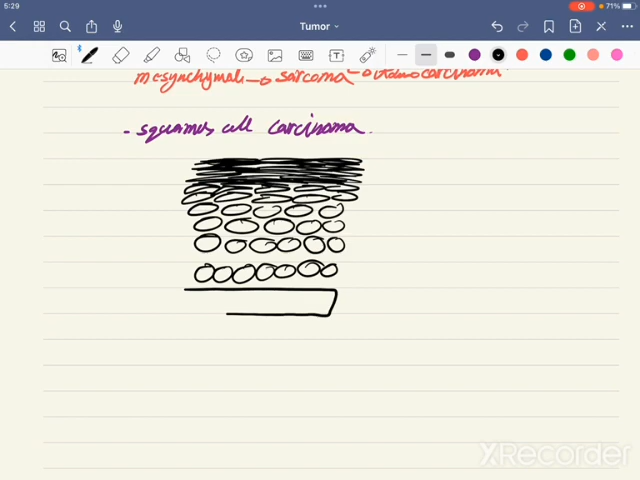 5:29
71%
Tumor
mesynchymal → sarcoma
- squamus cell carcinoma.
XRecorder